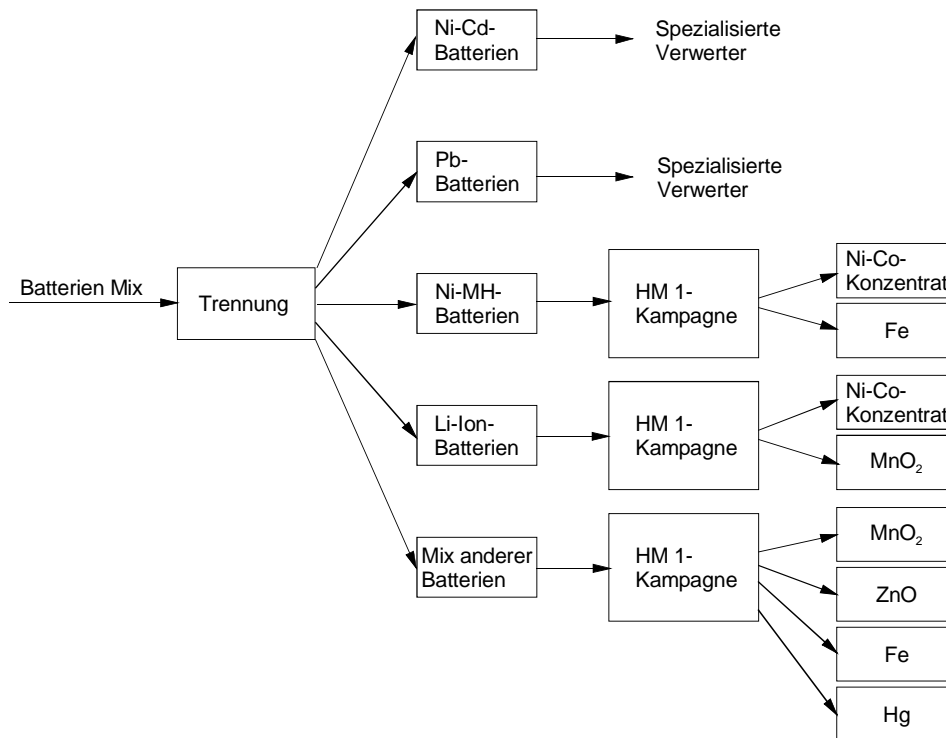 Ni-Cd-
Batterien
Spezialisierte
Verwerter
Pb-
Batterien
Spezialisierte
Verwerter
Batterien Mix
Trennung
Ni-MH-
Batterien
HM 1-
Kampagne
Ni-Co-
Konzentrat
Fe
Li-Ion-
Batterien
HM 1-
Kampagne
Ni-Co-
Konzentrat
MnO₂
Mix anderer
Batterien
HM 1-
Kampagne
MnO₂
ZnO
Fe
Hg